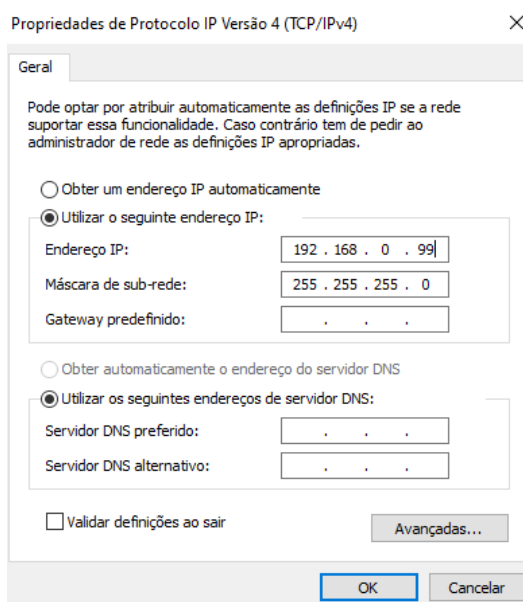 Propriedades de Protocolo IP Versão 4 (TCP/IPv4)
Geral
Pode optar por atribuir automaticamente as definições IP se a rede
suportar essa funcionalidade. Caso contrário tem de pedir ao
administrador de rede as definições IP apropriadas.
Obter um endereço IP automaticamente
Utilizar o seguinte endereço IP:
Endereço IP: 192 . 168 . 0 . 99
Máscara de sub-rede: 255 . 255 . 255 . 0
Gateway predefinido: . . .
Obter automaticamente o endereço do servidor DNS
Utilizar os seguintes endereços de servidor DNS:
Servidor DNS preferido: . . .
Servidor DNS alternativo: . . .
Validar definições ao sair
Avançadas...
OK Cancelar